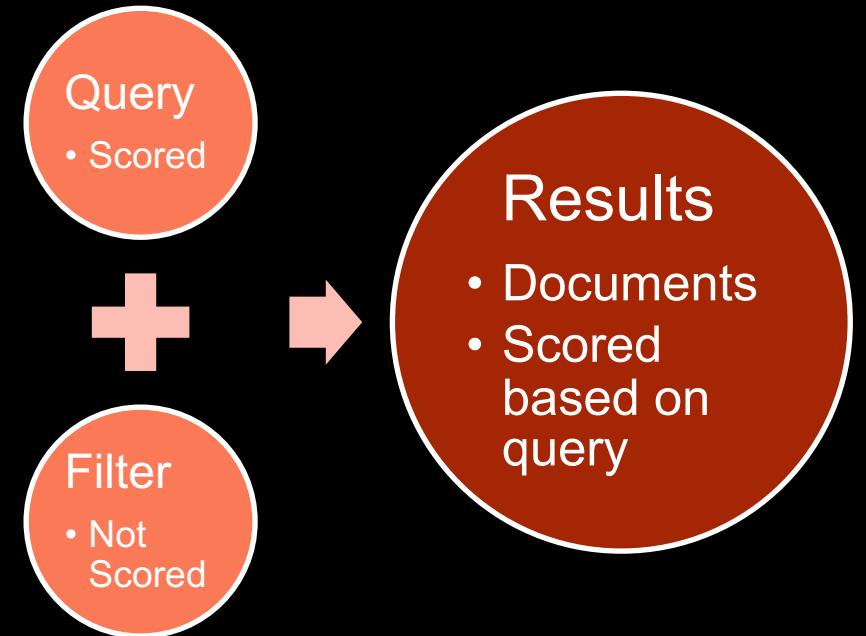 Query
• Scored
Filter
• Not
Scored
Results
• Documents
• Scored
based on
query